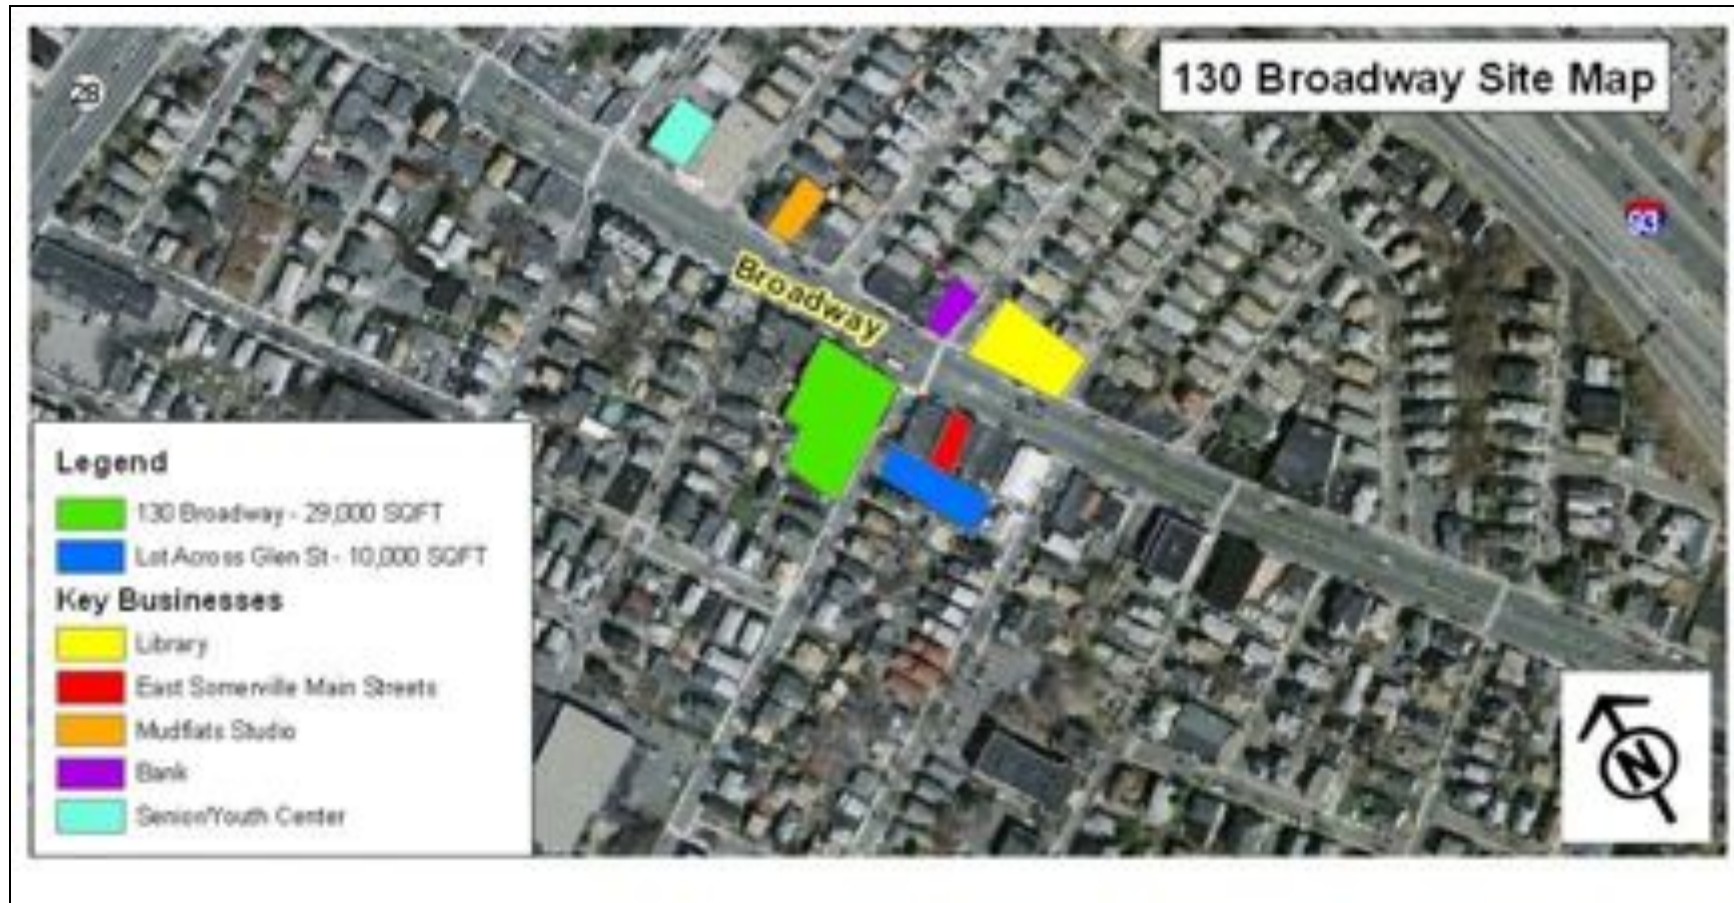 130 Broadway Site Map
28
93
Broadway
Legend
130 Broadway - 29,000 SQFT
Lot Across Glen St - 10,000 SQFT
Key Businesses
Library
East Somerville Main Streets
Mudflats Studio
Bank
Senior/Youth Center
N